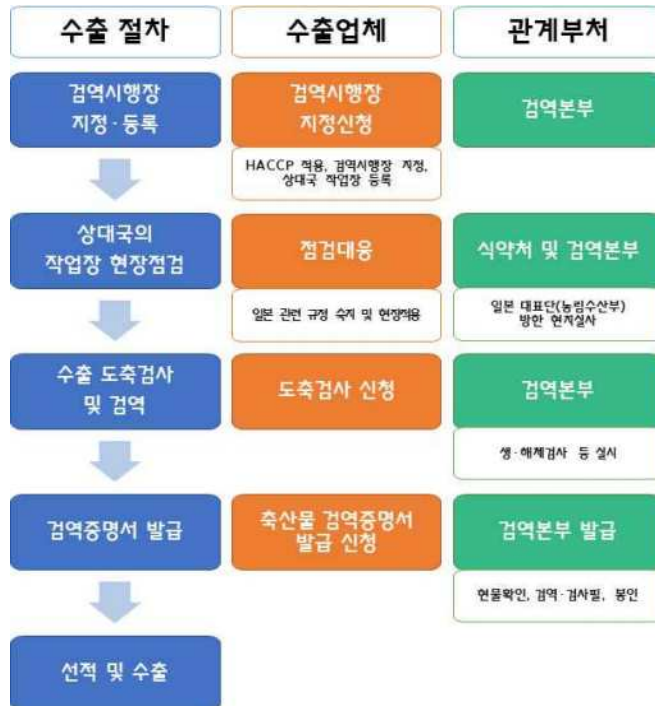 수출 절차
수출업체
관계부처
검역시행장
지정·등록
검역시행장
지정신청
검역본부
HACCP 적용, 검역시행장 지정,
상대국 작업장 등록
상대국의
작업장 현장점검
점검대응
식약처 및 검역본부
일본 관련 규정 숙지 및 현장적용
일본 대표단(농림수산부)
방한 현지실사
수출 도축검사
및 검역
도축검사 신청
검역본부
생·해체검사 등 실시
검역증명서 발급
축산물 검역증명서
발급 신청
검역본부 발급
현물확인, 검역·검사필, 봉인
선적 및 수출